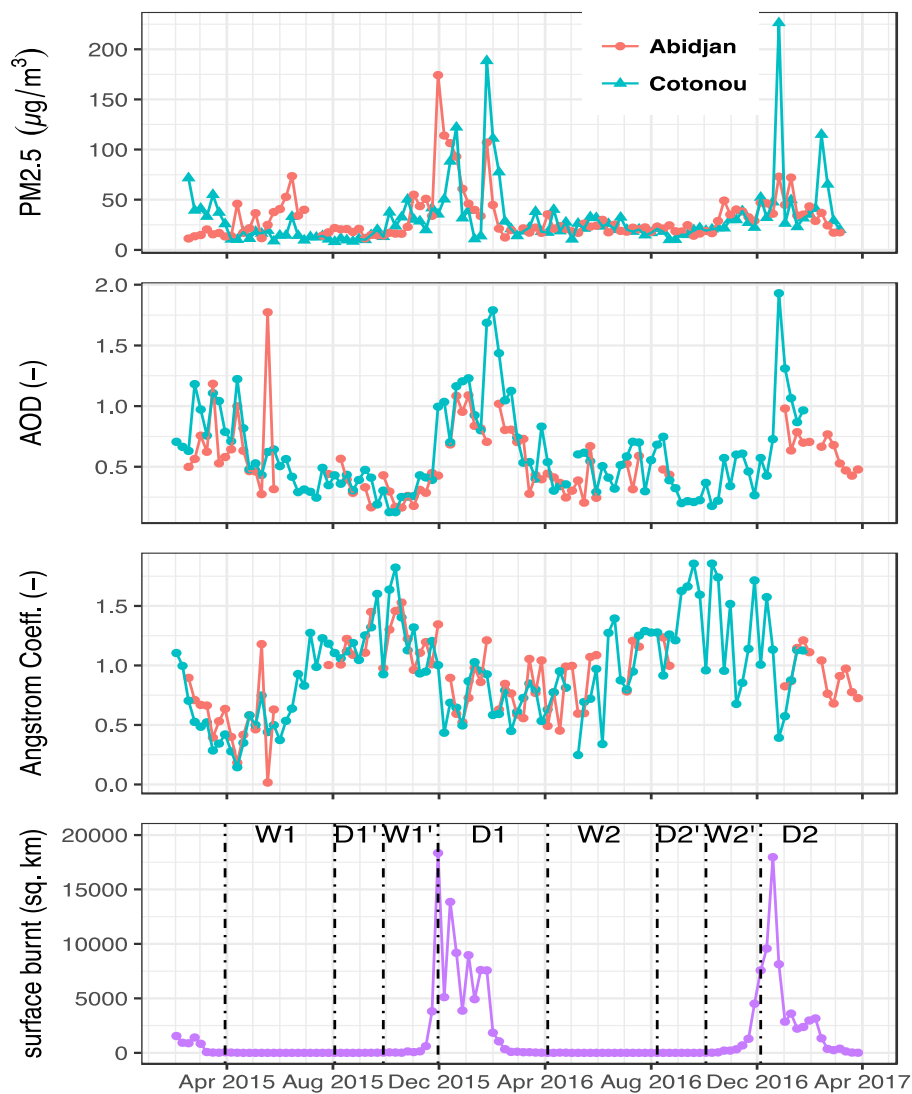 Abidjan
Cotonou
PM2.5 (μg/m³)
200
150
100
50
0
AOD (−)
2.0
1.5
1.0
0.5
Angstrom Coeff. (−)
1.5
1.0
0.5
0.0
surface burnt (sq. km)
20000
15000
10000
5000
0
W1 D1' W1' D1 W2 D2' W2' D2
Apr 2015 Aug 2015 Dec 2015 Apr 2016 Aug 2016 Dec 2016 Apr 2017